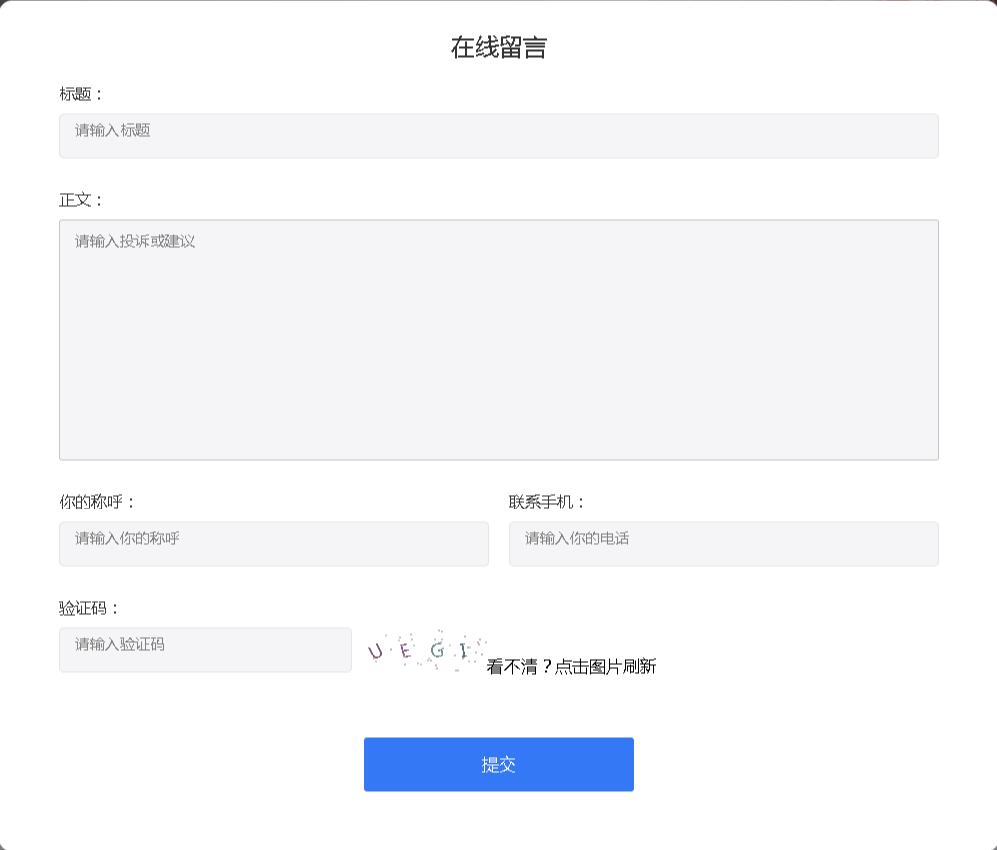 在线留言
标题：
请输入标题
正文：
请输入投诉或建议
你的称呼： 联系手机：
请输入你的称呼 请输入你的电话
验证码：
请输入验证码 U E G I 看不清？点击图片刷新
提交